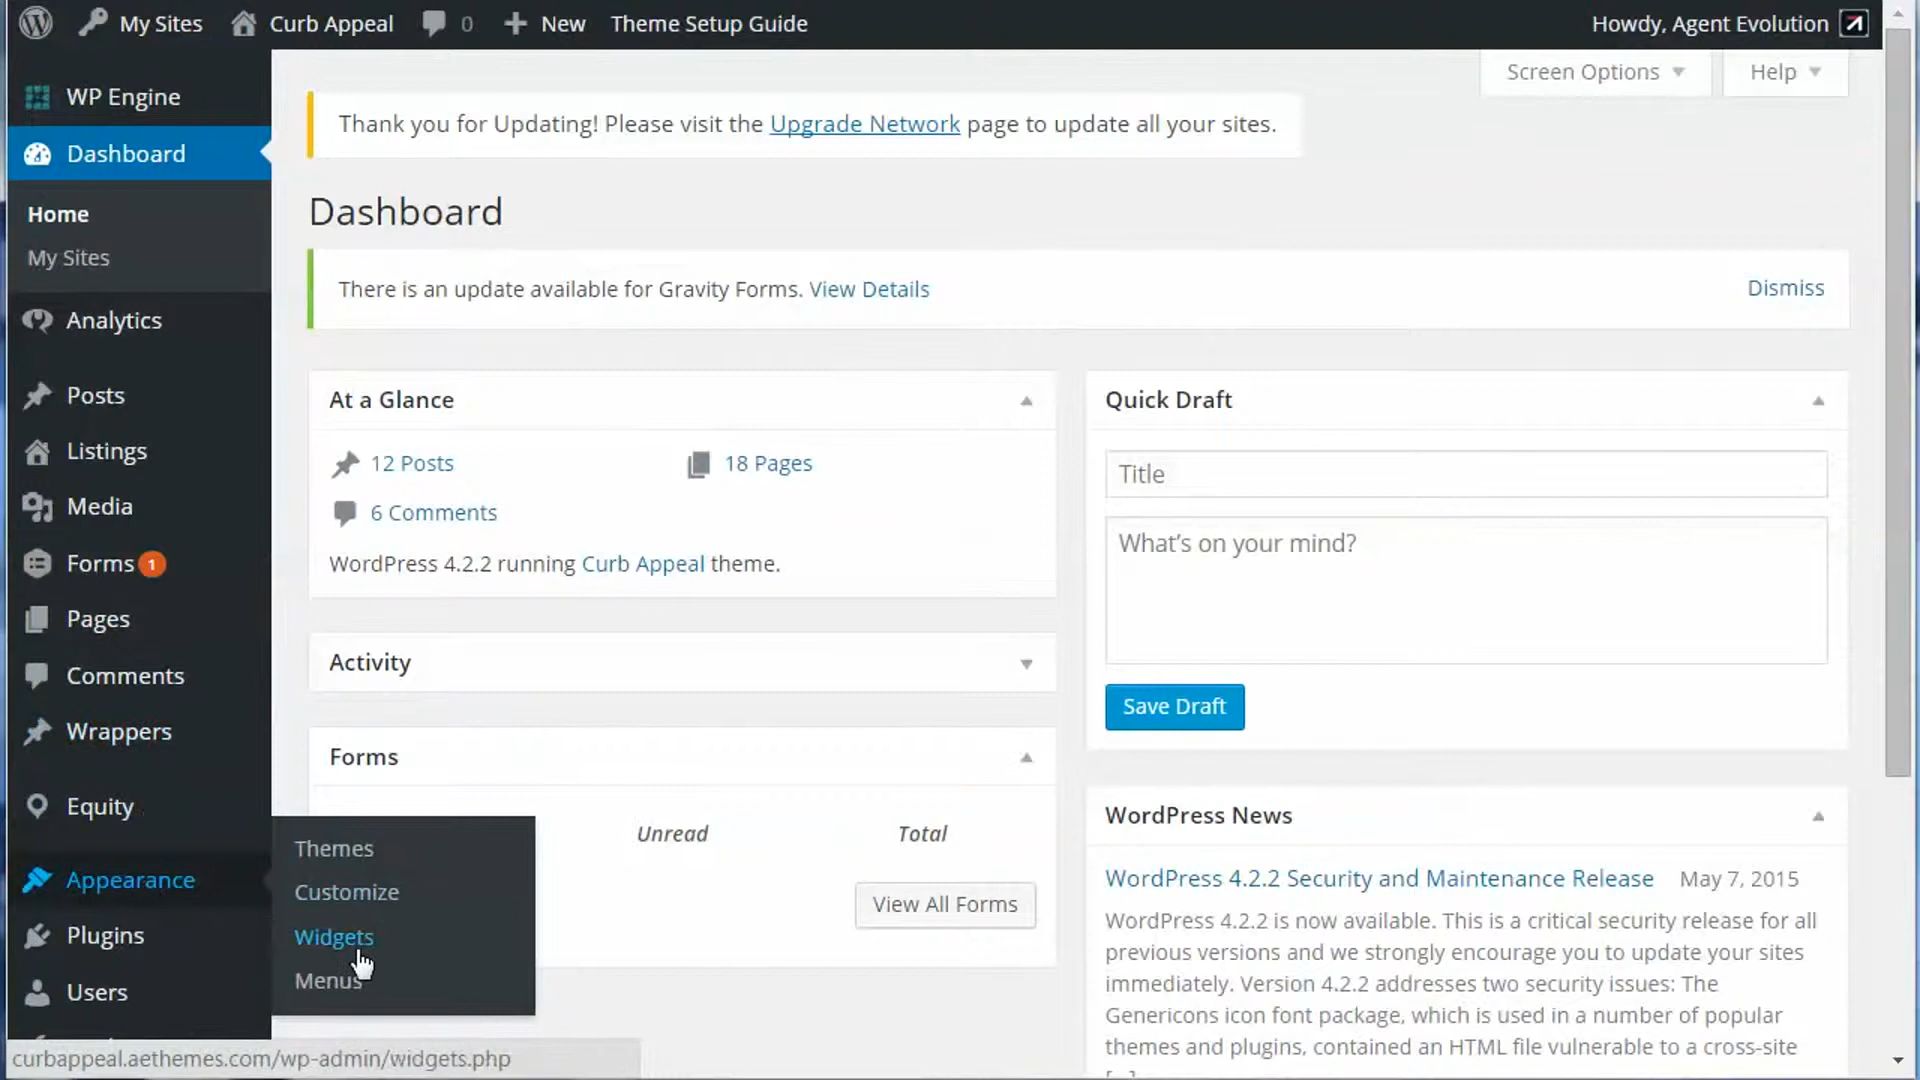 My Sites Curb Appeal 0 New Theme Setup Guide Howdy, Agent Evolution
Screen Options Help
WP Engine
Dashboard
Home
My Sites
Analytics
Posts
Listings
Media
Forms 1
Pages
Comments
Wrappers
Equity
Appearance
Plugins
Users
Themes
Customize
Widgets
Menus
Thank you for Updating! Please visit the Upgrade Network page to update all your sites.
Dashboard
There is an update available for Gravity Forms. View Details Dismiss
At a Glance
12 Posts 18 Pages
6 Comments
WordPress 4.2.2 running Curb Appeal theme.
Activity
Forms
Unread Total
View All Forms
Quick Draft
Title
What's on your mind?
Save Draft
WordPress News
WordPress 4.2.2 Security and Maintenance Release May 7, 2015
WordPress 4.2.2 is now available. This is a critical security release for all
previous versions and we strongly encourage you to update your sites
immediately. Version 4.2.2 addresses two security issues: The
Genericons icon font package, which is used in a number of popular
themes and plugins, contained an HTML file vulnerable to a cross-site
[...]
curbappeal.aethemes.com/wp-admin/widgets.php